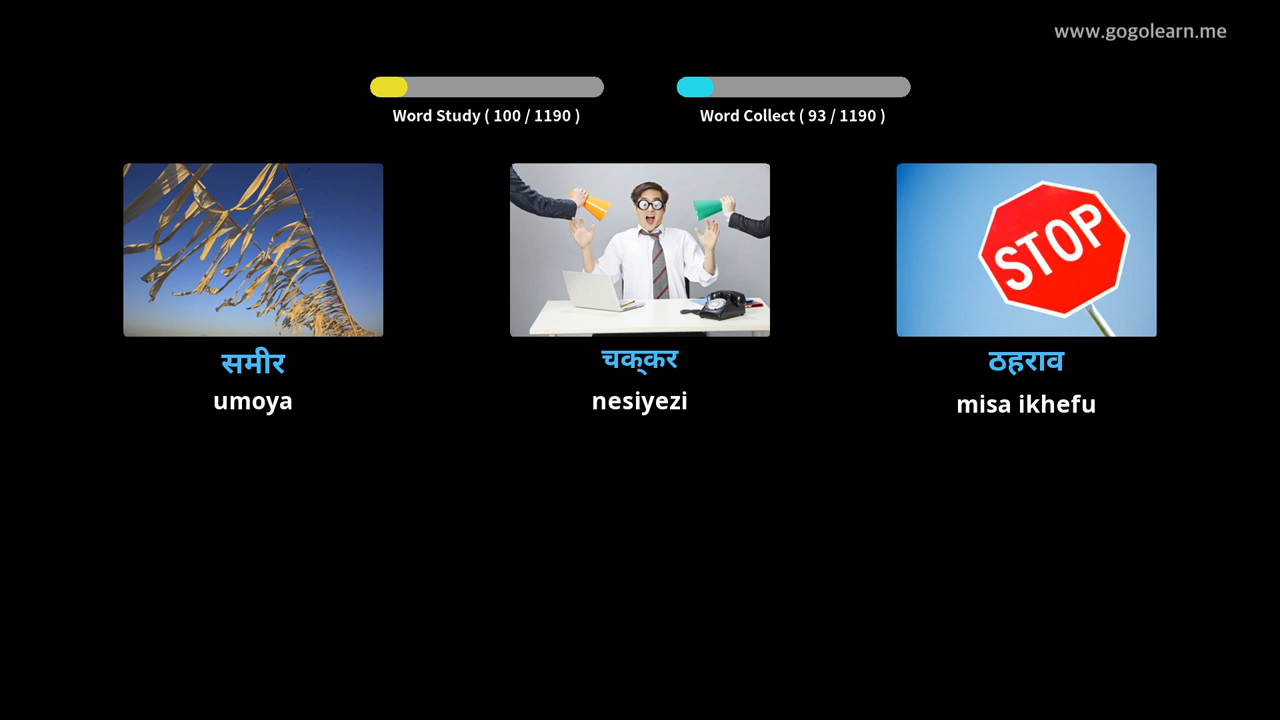 www.gogolearn.me
Word Study ( 100 / 1190 )
Word Collect ( 93 / 1190 )
STOP
समीर
चक्कर
ठहराव
umoya
nesiyezi
misa ikhefu